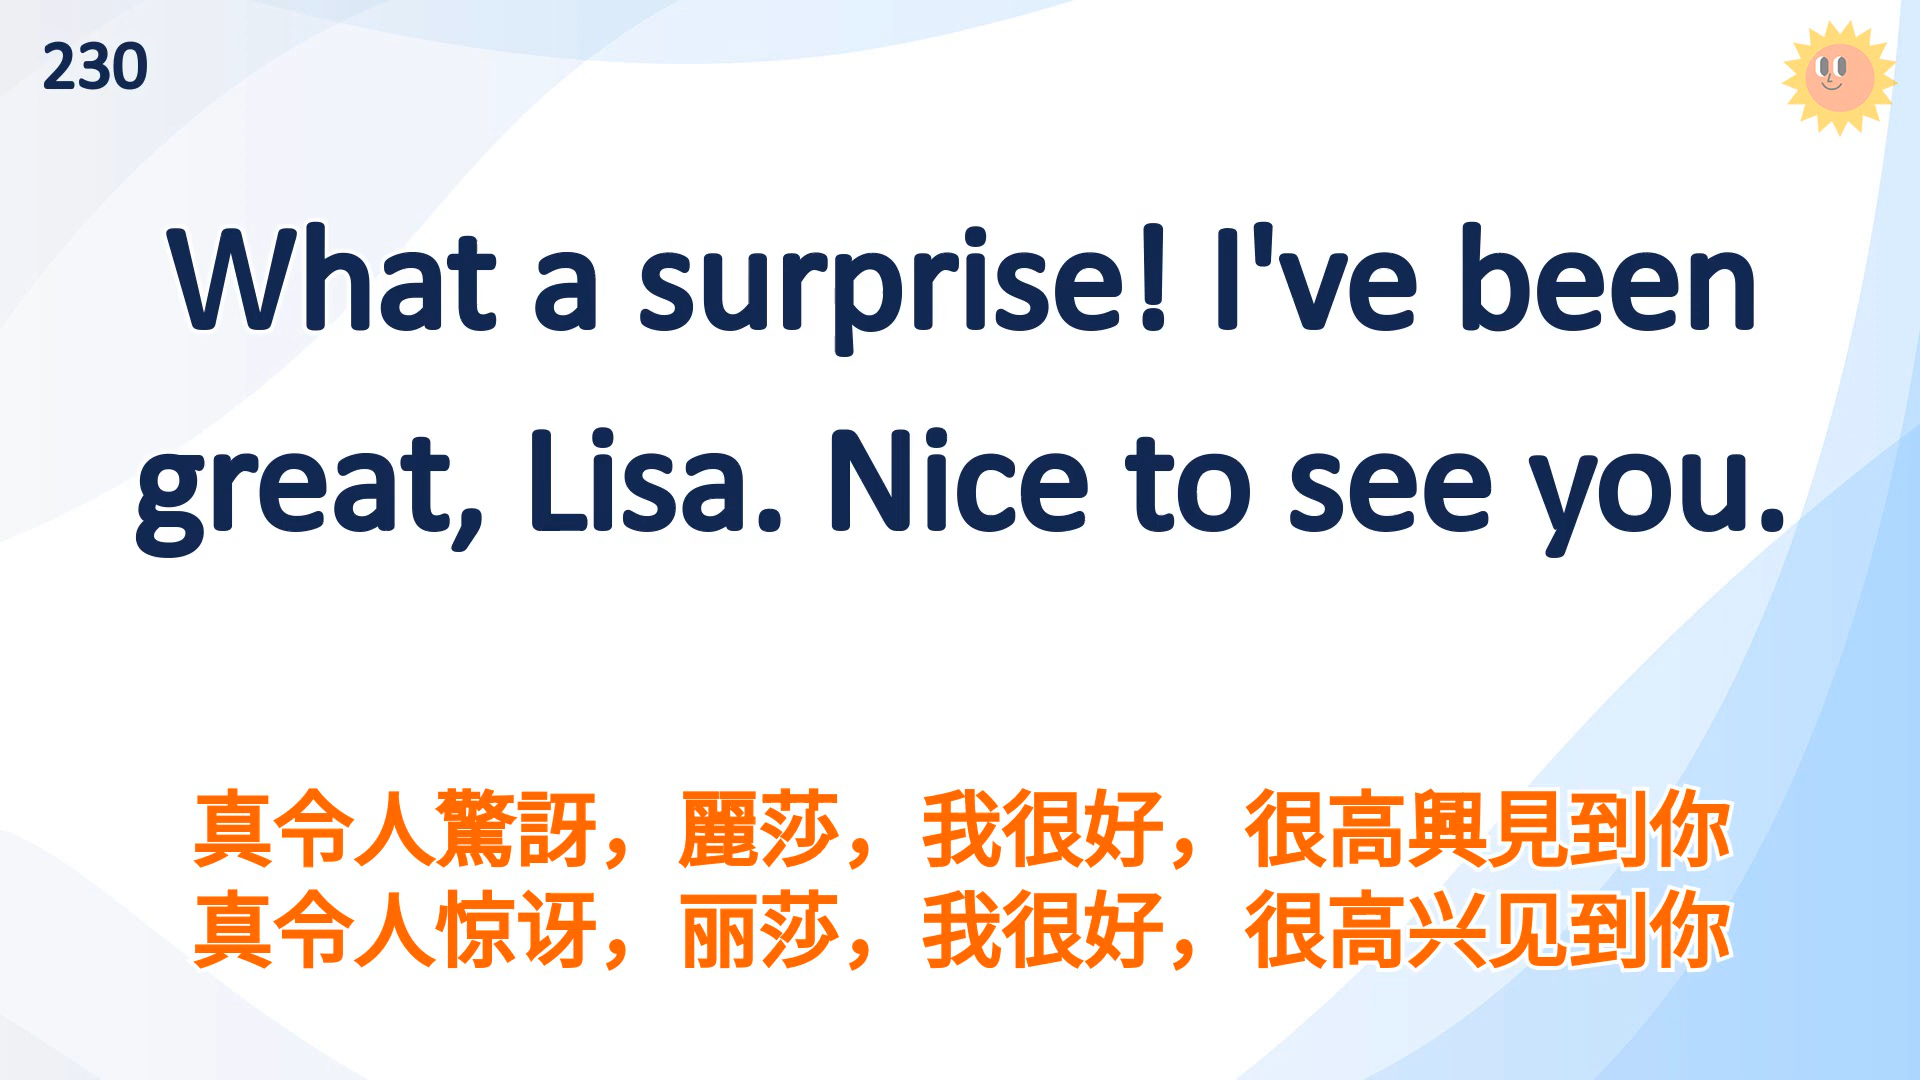 230
What a surprise! I've been
great, Lisa. Nice to see you.
真令人驚訝，麗莎，我很好，很高興見到你
真令人惊讶，丽莎，我很好，很高兴见到你